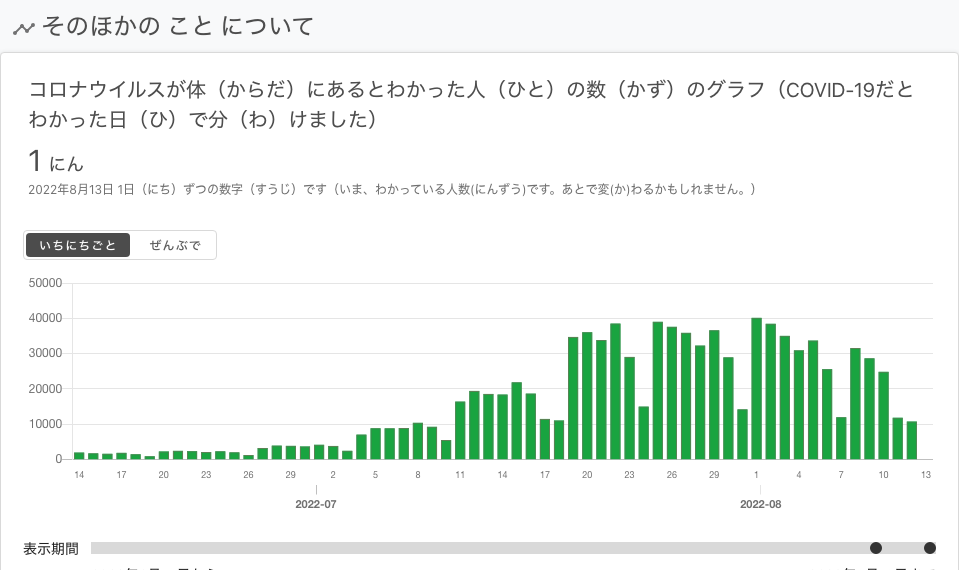 そのほかの こと について
コロナウイルスが体（からだ）にあるとわかった人（ひと）の数（かず）のグラフ（COVID-19だと
わかった日（ひ）で分（わ）けました）
1 にん
2022年8月13日 1日（にち）ずつの数字（すうじ）です（いま、わかっている人数(にんずう)です。あとで変(か)わるかもしれません。）
いちにちごと ぜんぶで
50000
40000
30000
20000
10000
0
14 17 20 23 26 29 2 5 8 11 14 17 20 23 26 29 1 4 7 10 13
2022-07 2022-08
表示期間